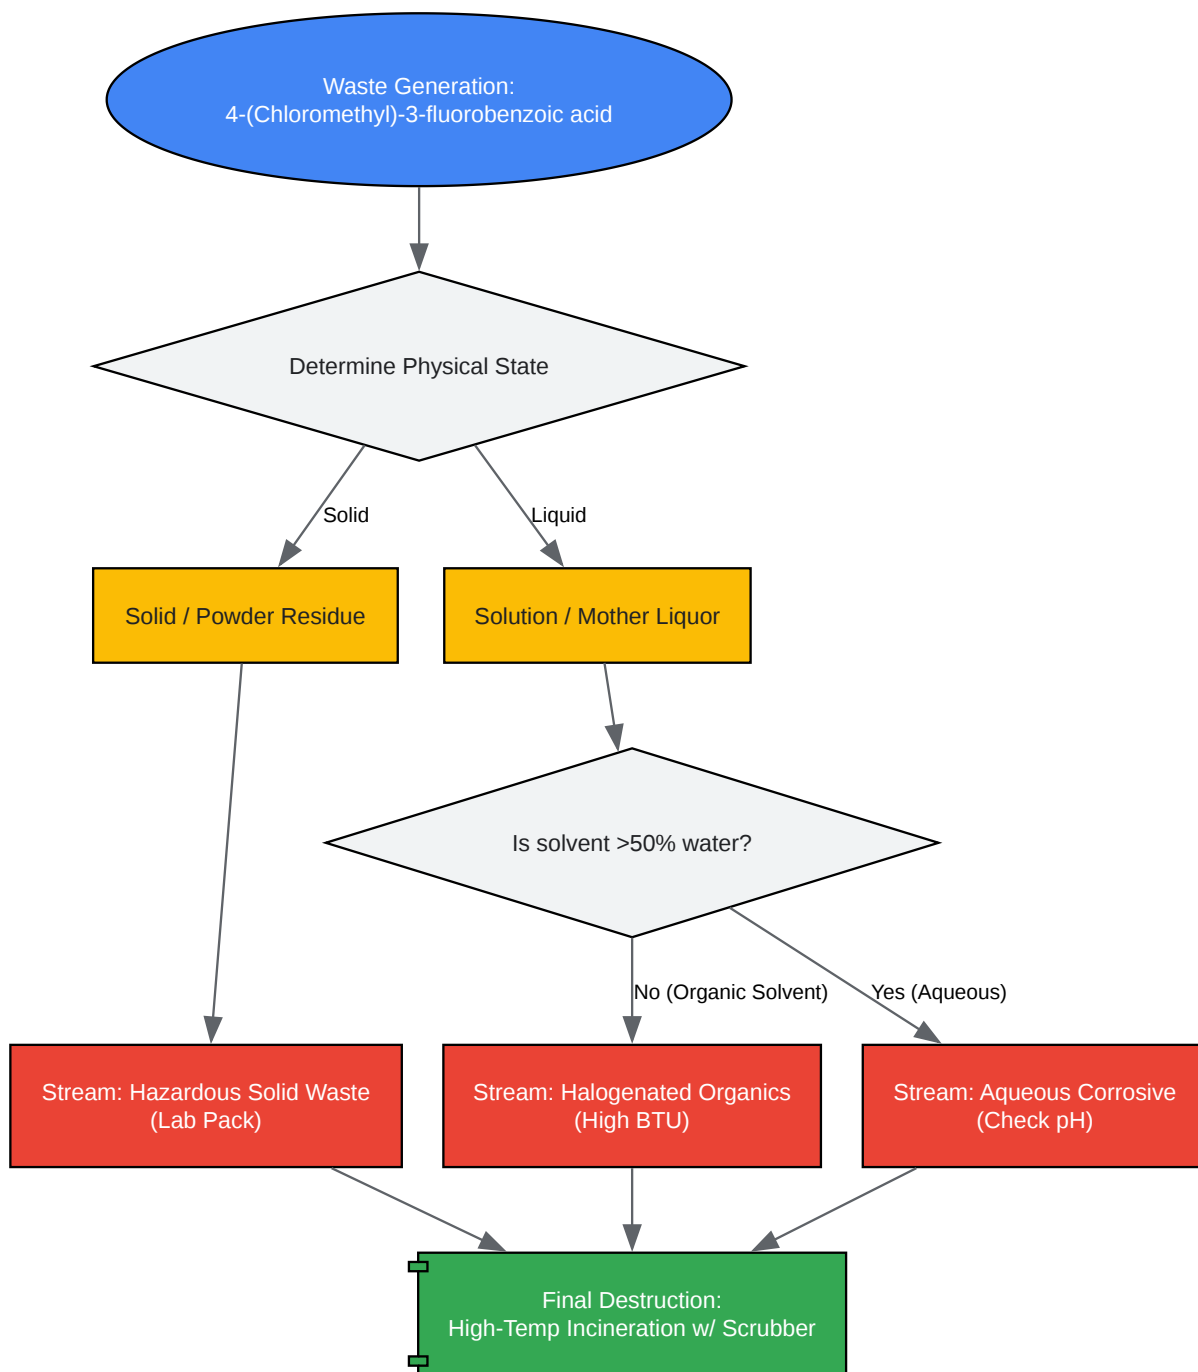 Waste Generation:
4-(Chloromethyl)-3-fluorobenzoic acid
Determine Physical State
Solid
Liquid
Solid / Powder Residue
Solution / Mother Liquor
Is solvent >50% water?
No (Organic Solvent)
Yes (Aqueous)
Stream: Hazardous Solid Waste
(Lab Pack)
Stream: Halogenated Organics
(High BTU)
Stream: Aqueous Corrosive
(Check pH)
Final Destruction:
High-Temp Incineration w/ Scrubber